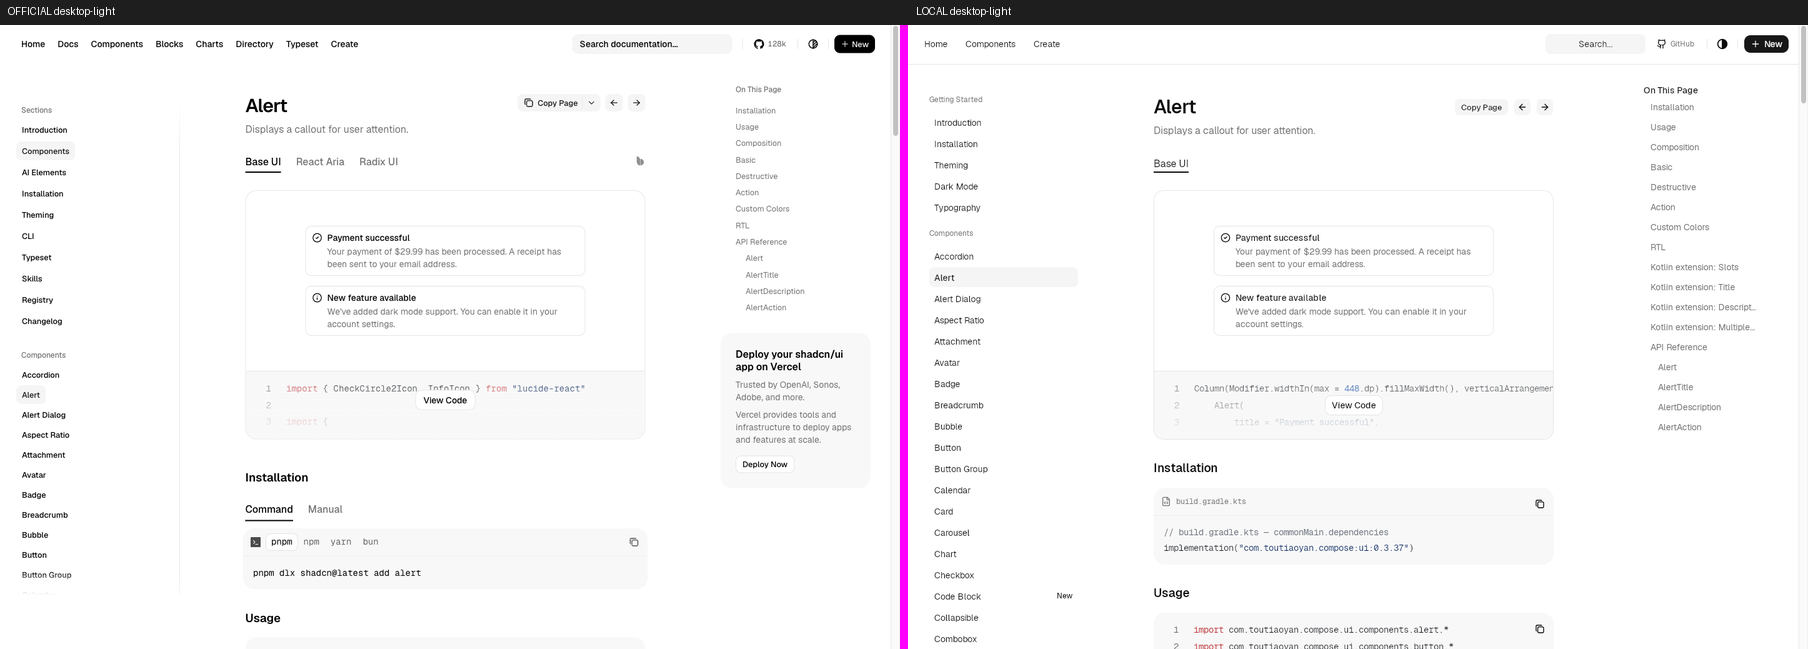 OFFICIAL desktop-light
Home Docs Components Blocks Charts Directory Typeset Create
Search documentation...
128k
+ New
Sections
Introduction
Components
AI Elements
Installation
Theming
CLI
Typeset
Skills
Registry
Changelog
Components
Accordion
Alert
Alert Dialog
Aspect Ratio
Attachment
Avatar
Badge
Breadcrumb
Bubble
Button
Button Group
Alert
Copy Page
Displays a callout for user attention.
Base UI React Aria Radix UI
Payment successful
Your payment of $29.99 has been processed. A receipt has
been sent to your email address.
New feature available
We've added dark mode support. You can enable it in your
account settings.
1 import { CheckCircle2Icon, InfoIcon } from "lucide-react"
2
3 import {
View Code
Installation
Command Manual
pnpm npm yarn bun
pnpm dlx shadcn@latest add alert
Usage
On This Page
Installation
Usage
Composition
Basic
Destructive
Action
Custom Colors
RTL
API Reference
Alert
AlertTitle
AlertDescription
AlertAction
Deploy your shadcn/ui
app on Vercel
Trusted by OpenAI, Sonos,
Adobe, and more.
Vercel provides tools and
infrastructure to deploy apps
and features at scale.
Deploy Now
LOCAL desktop-light
Home Components Create
Search...
GitHub
+ New
Getting Started
Introduction
Installation
Theming
Dark Mode
Typography
Components
Accordion
Alert
Alert Dialog
Aspect Ratio
Attachment
Avatar
Badge
Breadcrumb
Bubble
Button
Button Group
Calendar
Card
Carousel
Chart
Checkbox
Code Block New
Collapsible
Combobox
Alert
Copy Page
Displays a callout for user attention.
Base UI
Payment successful
Your payment of $29.99 has been processed. A receipt has
been sent to your email address.
New feature available
We've added dark mode support. You can enable it in your
account settings.
1 Column(Modifier.widthIn(max = 448.dp).fillMaxWidth(), verticalArrangemen
2 Alert(
3 title = "Payment successful",
View Code
Installation
build.gradle.kts
// build.gradle.kts — commonMain.dependencies
implementation("com.toutiaoyan.compose:ui:0.3.37")
Usage
1 import com.toutiaoyan.compose.ui.components.alert.*
2 import com.toutiaoyan.compose.ui.components.button.*
On This Page
Installation
Usage
Composition
Basic
Destructive
Action
Custom Colors
RTL
Kotlin extension: Slots
Kotlin extension: Title
Kotlin extension: Descript...
Kotlin extension: Multiple...
API Reference
Alert
AlertTitle
AlertDescription
AlertAction